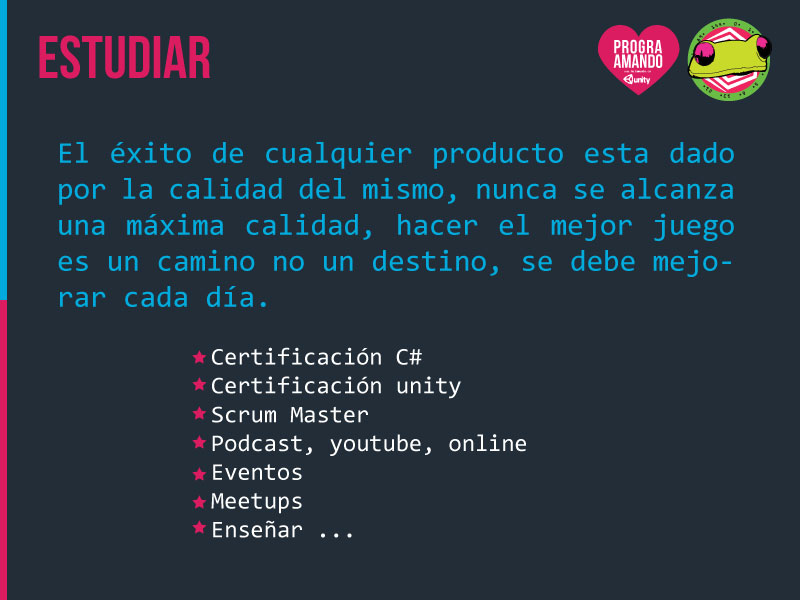 ESTUDIAR
PROGRA
AMANDO
unity
El éxito de cualquier producto esta dado
por la calidad del mismo, nunca se alcanza
una máxima calidad, hacer el mejor juego
es un camino no un destino, se debe mejo-
rar cada día.
Certificación C#
Certificación unity
Scrum Master
Podcast, youtube, online
Eventos
Meetups
Enseñar ...